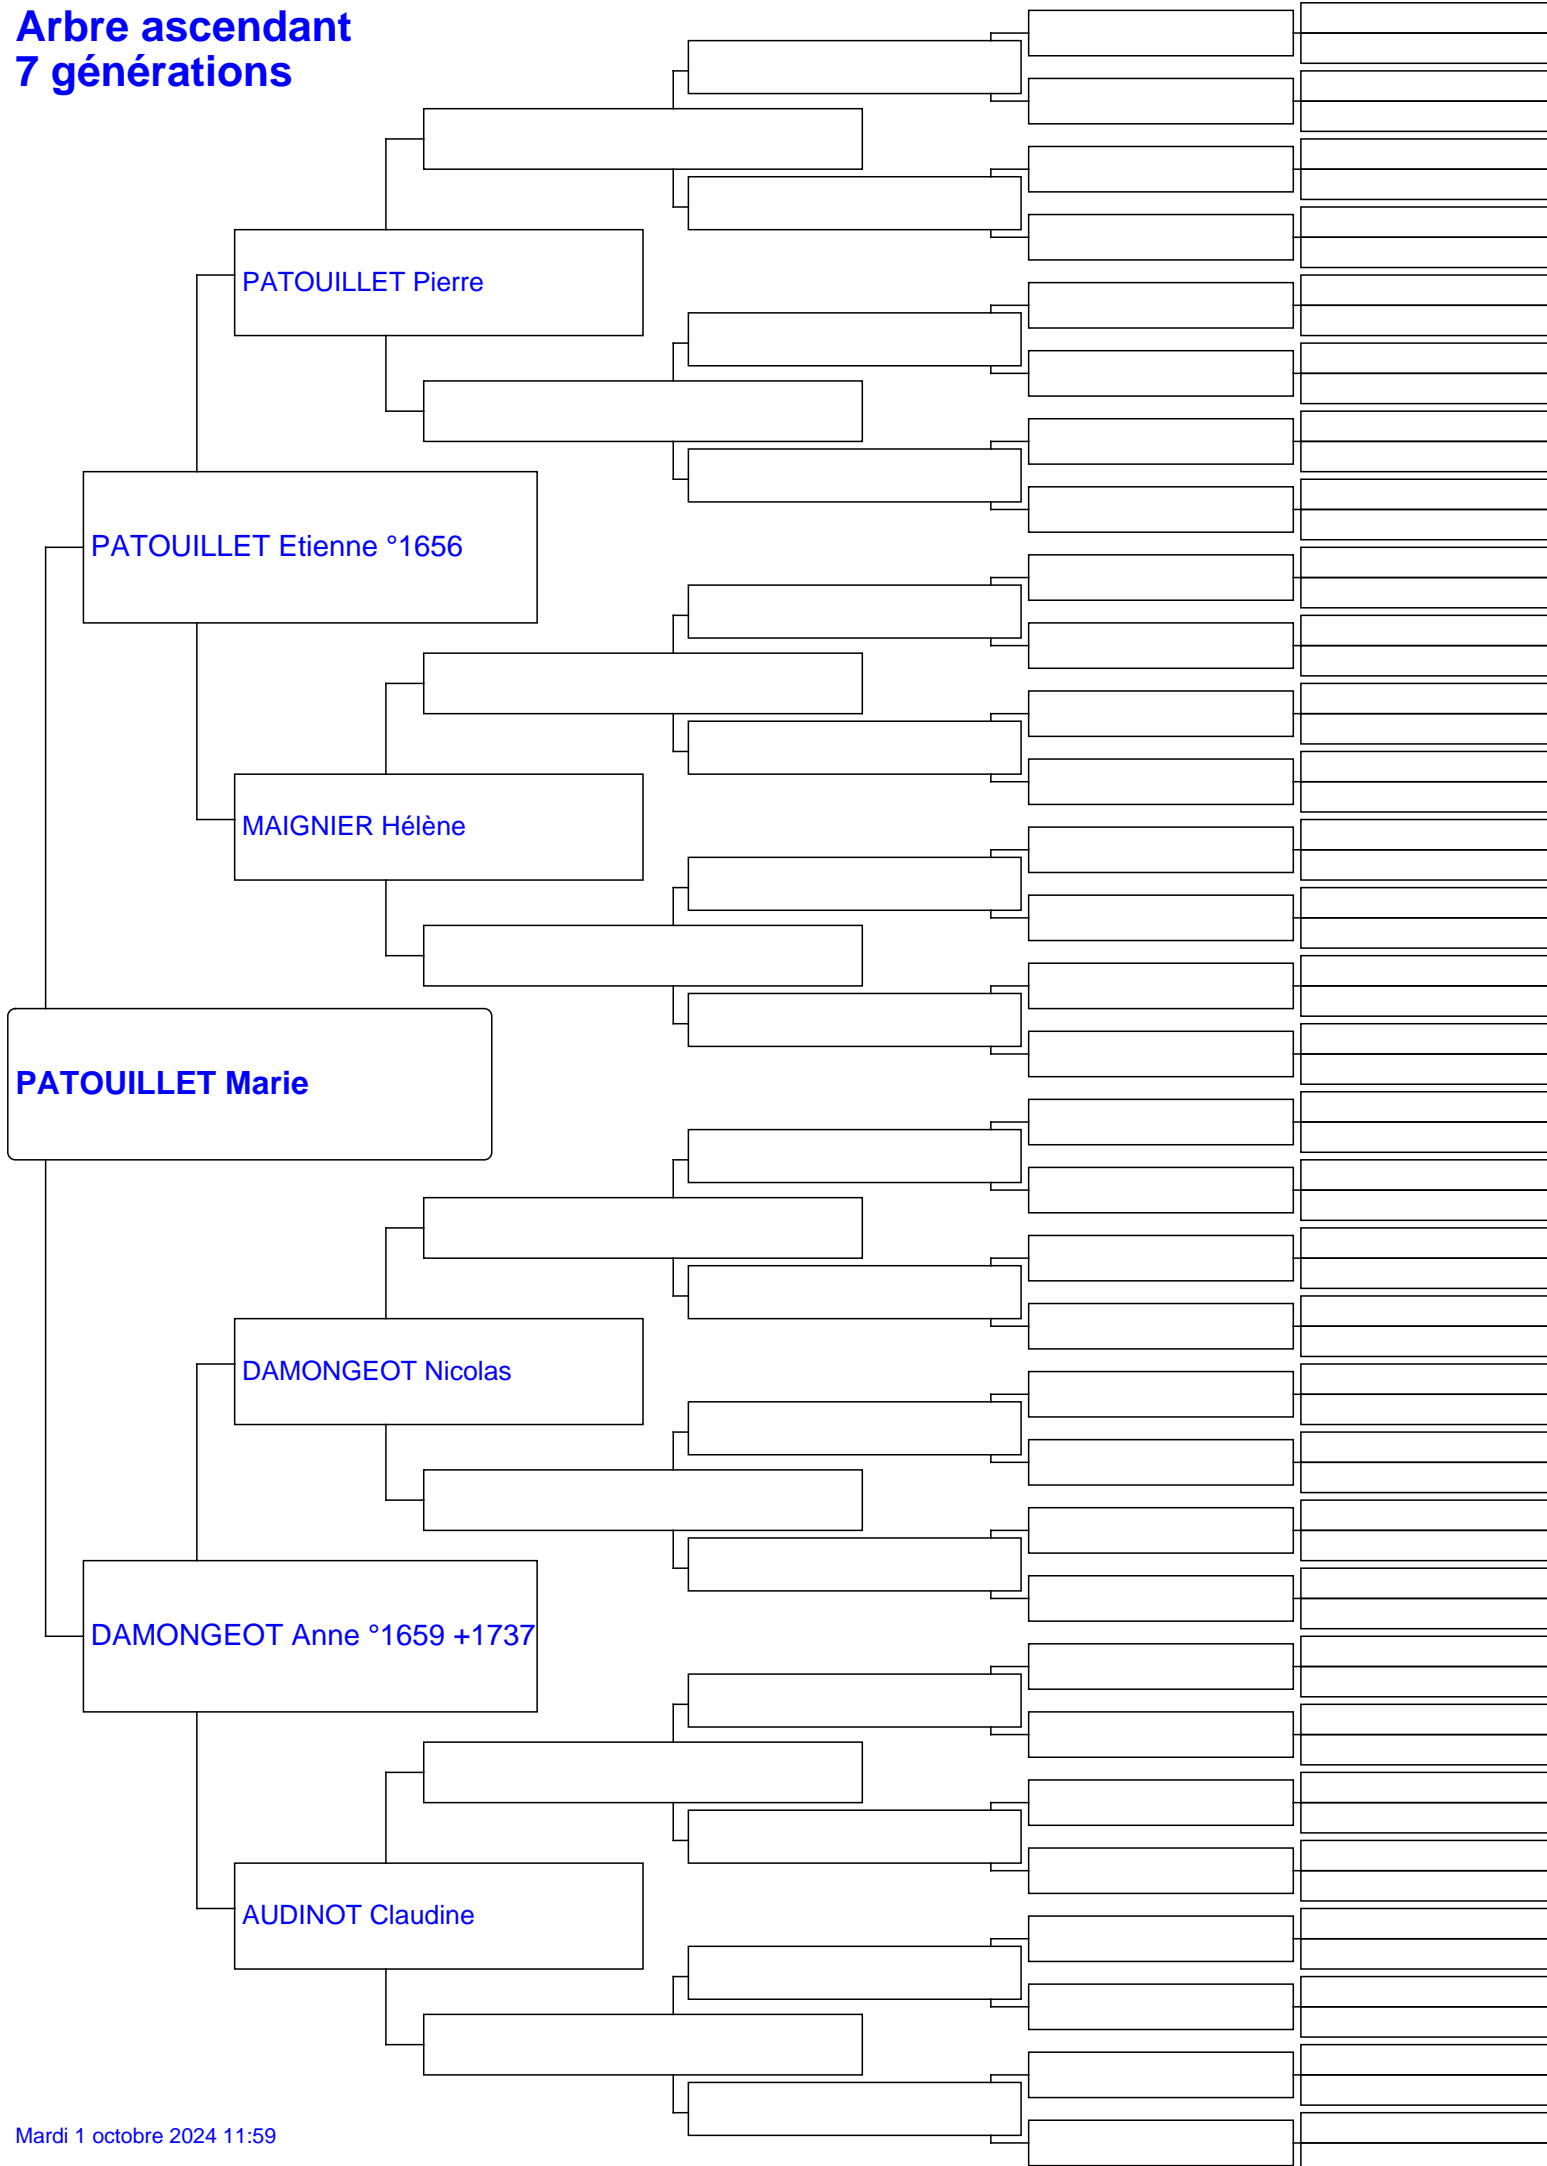 Arbre ascendant
7 générations
PATOUILLET Pierre
PATOUILLET Etienne °1656
MAIGNIER Hélène
PATOUILLET Marie
DAMONGEOT Nicolas
DAMONGEOT Anne °1659 +1737
AUDINOT Claudine
Mardi 1 octobre 2024 11:59